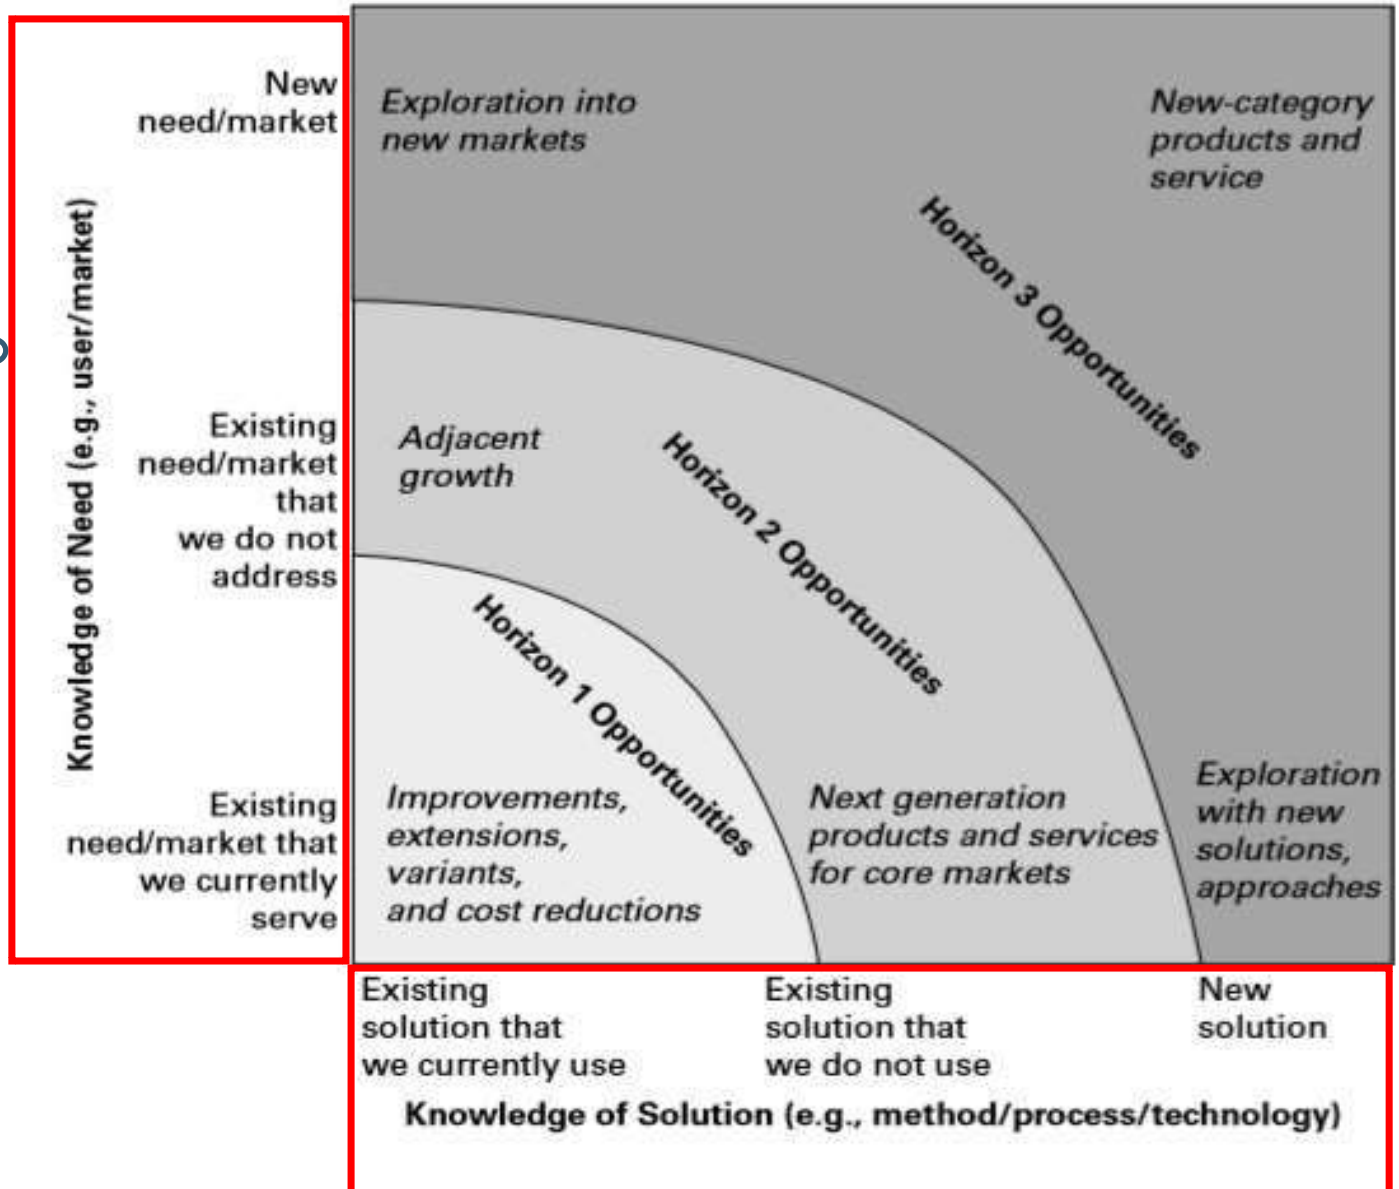 New
need/market
Exploration into
new markets
New-category
products and
service
Horizon 3 Opportunities
Knowledge of Need (e.g., user/market)
Existing
need/market
that
we do not
address
Adjacent
growth
Horizon 2 Opportunities
Horizon 1 Opportunities
Existing
need/market that
we currently
serve
Improvements,
extensions,
variants,
and cost reductions
Next generation
products and services
for core markets
Exploration
with new
solutions,
approaches
Existing
solution that
we currently use
Existing
solution that
we do not use
New
solution
Knowledge of Solution (e.g., method/process/technology)